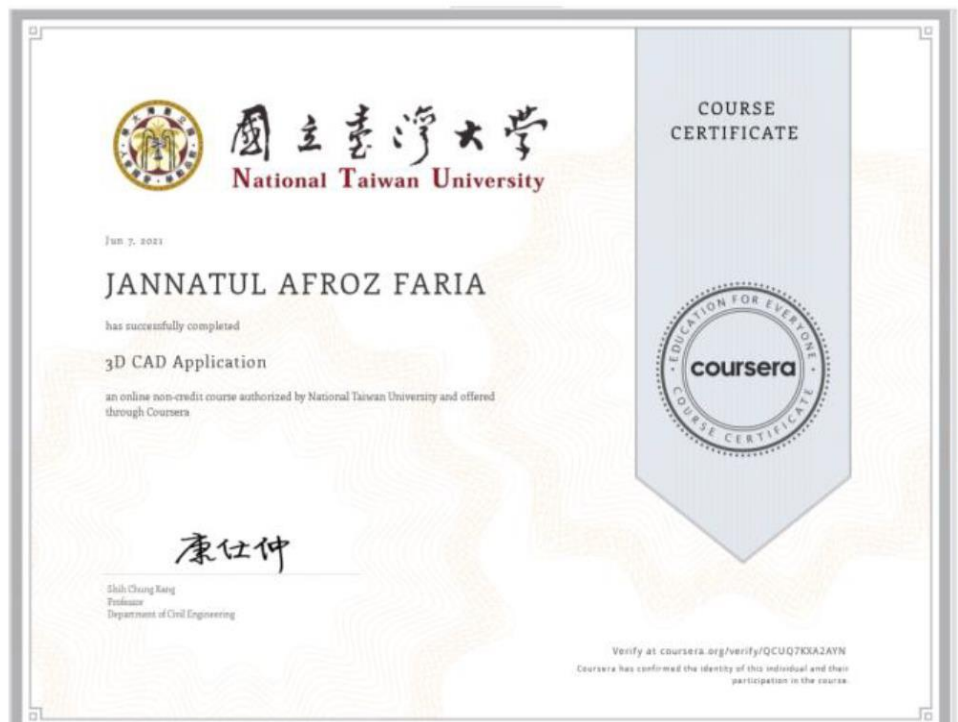 國立臺灣大學
National Taiwan University
COURSE
CERTIFICATE
Jun 7, 2021
JANNATUL AFROZ FARIA
has successfully completed
3D CAD Application
an online non-credit course authorized by National Taiwan University and offered
through Coursera
EDUCATION FOR EVERYONE
coursera
COURSE CERTIFICATE
康仕仲
Shih Chung Kang
Professor
Department of Civil Engineering
Verify at coursera.org/verify/QCUQ7KXA2AYN
Coursera has confirmed the identity of this individual and their
participation in the course.